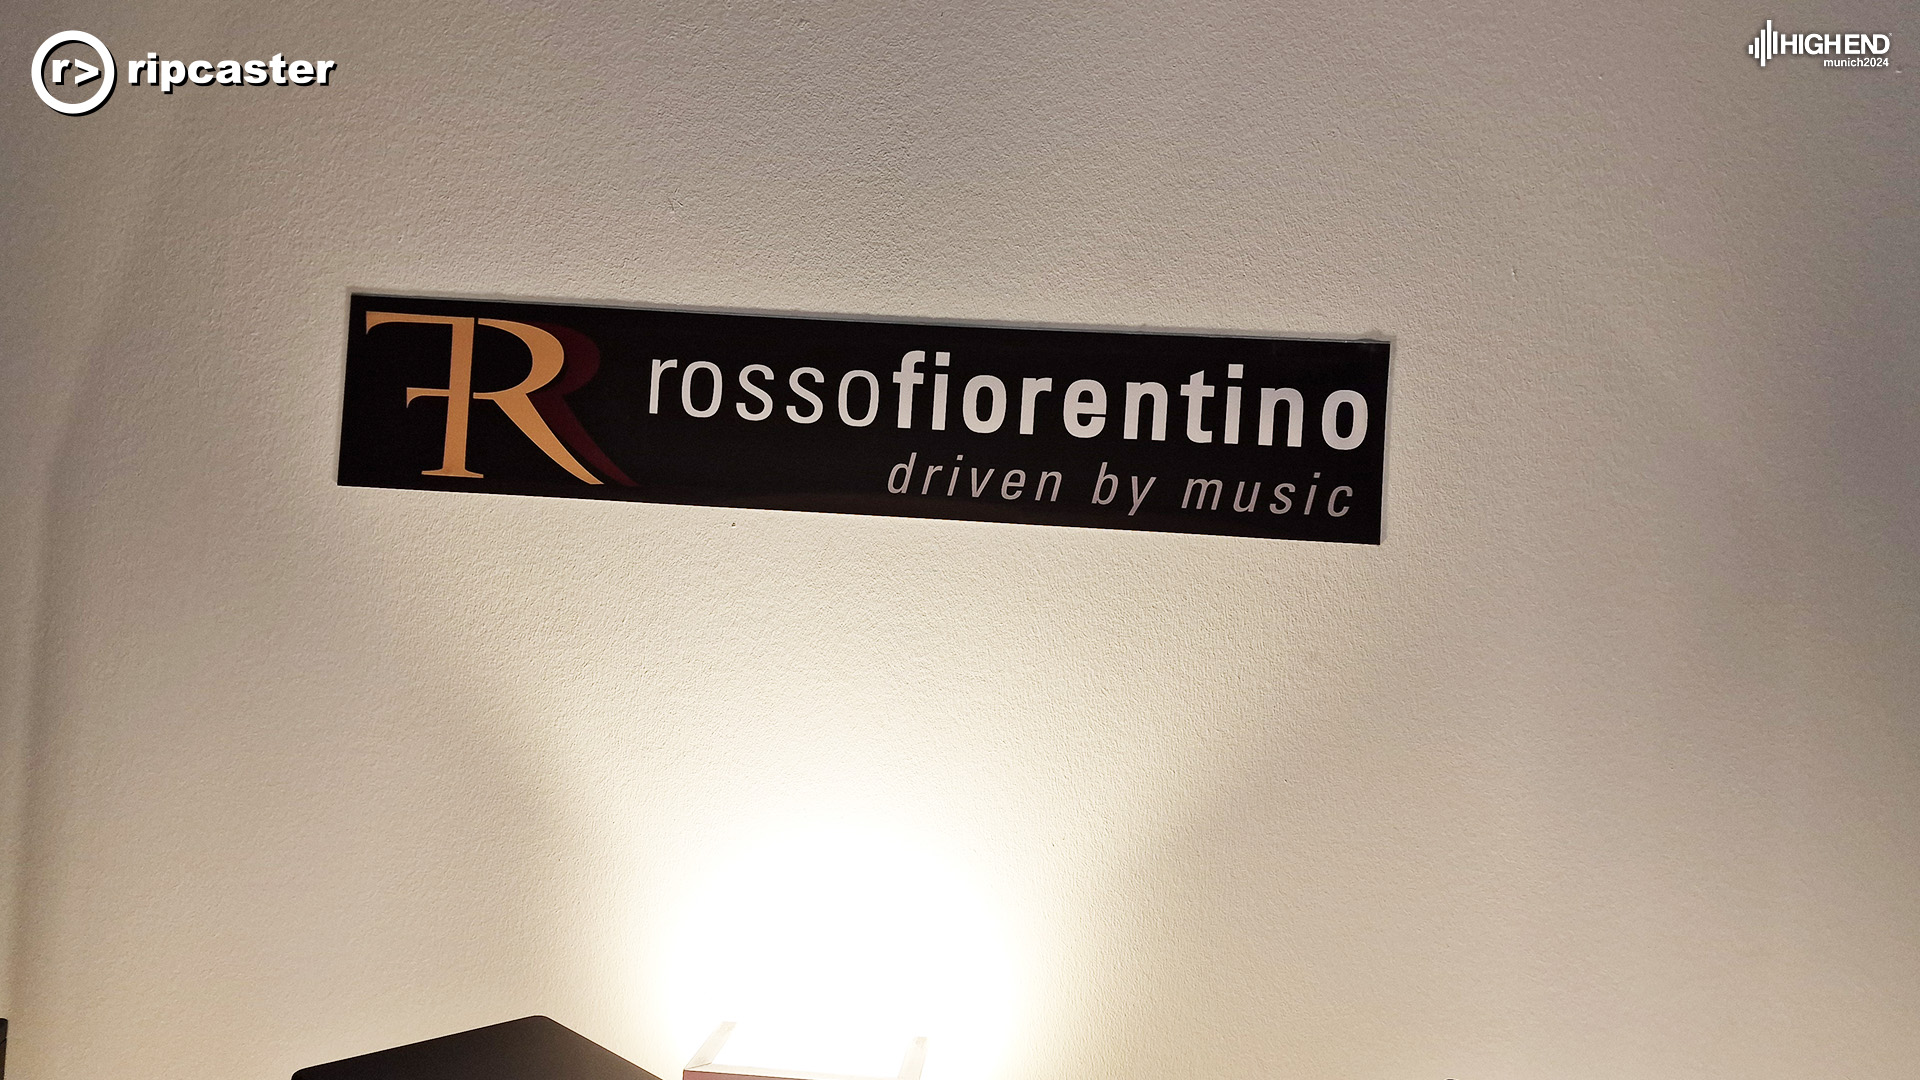 r> ripcaster
HIGH END
munich2024
FR rossofiorentino
driven by music